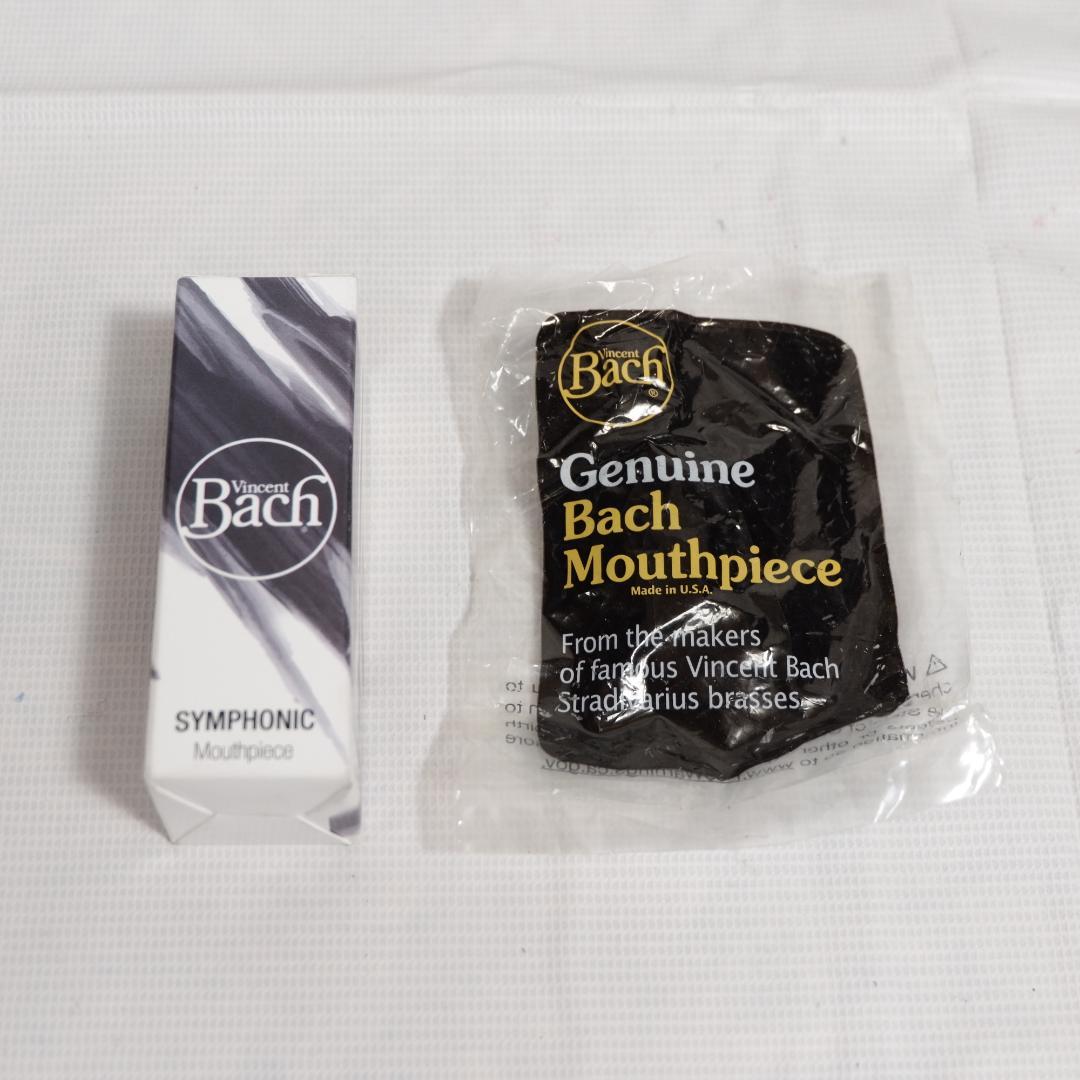 Vincent
Bach
SYMPHONIC
Mouthpiece
Vincent
Bach
®
Genuine
Bach
Mouthpiece
Made in U.S.A.
From the makers
of famous Vincent Bach
Stradivarius brasses.